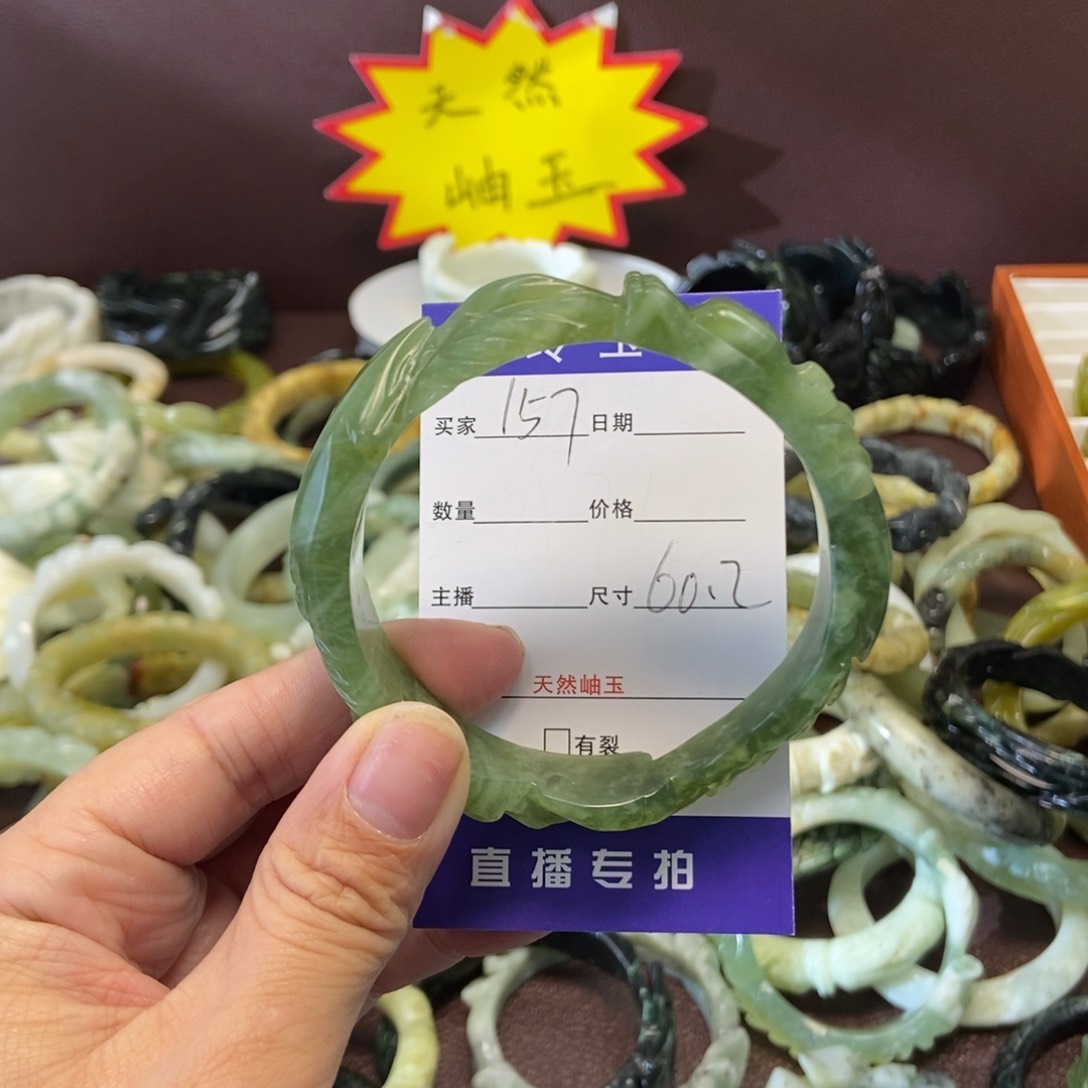 天然
岫玉
买家 157 日期
数量 价格
主播 尺寸 60.2
天然岫玉
□有裂
直播专拍